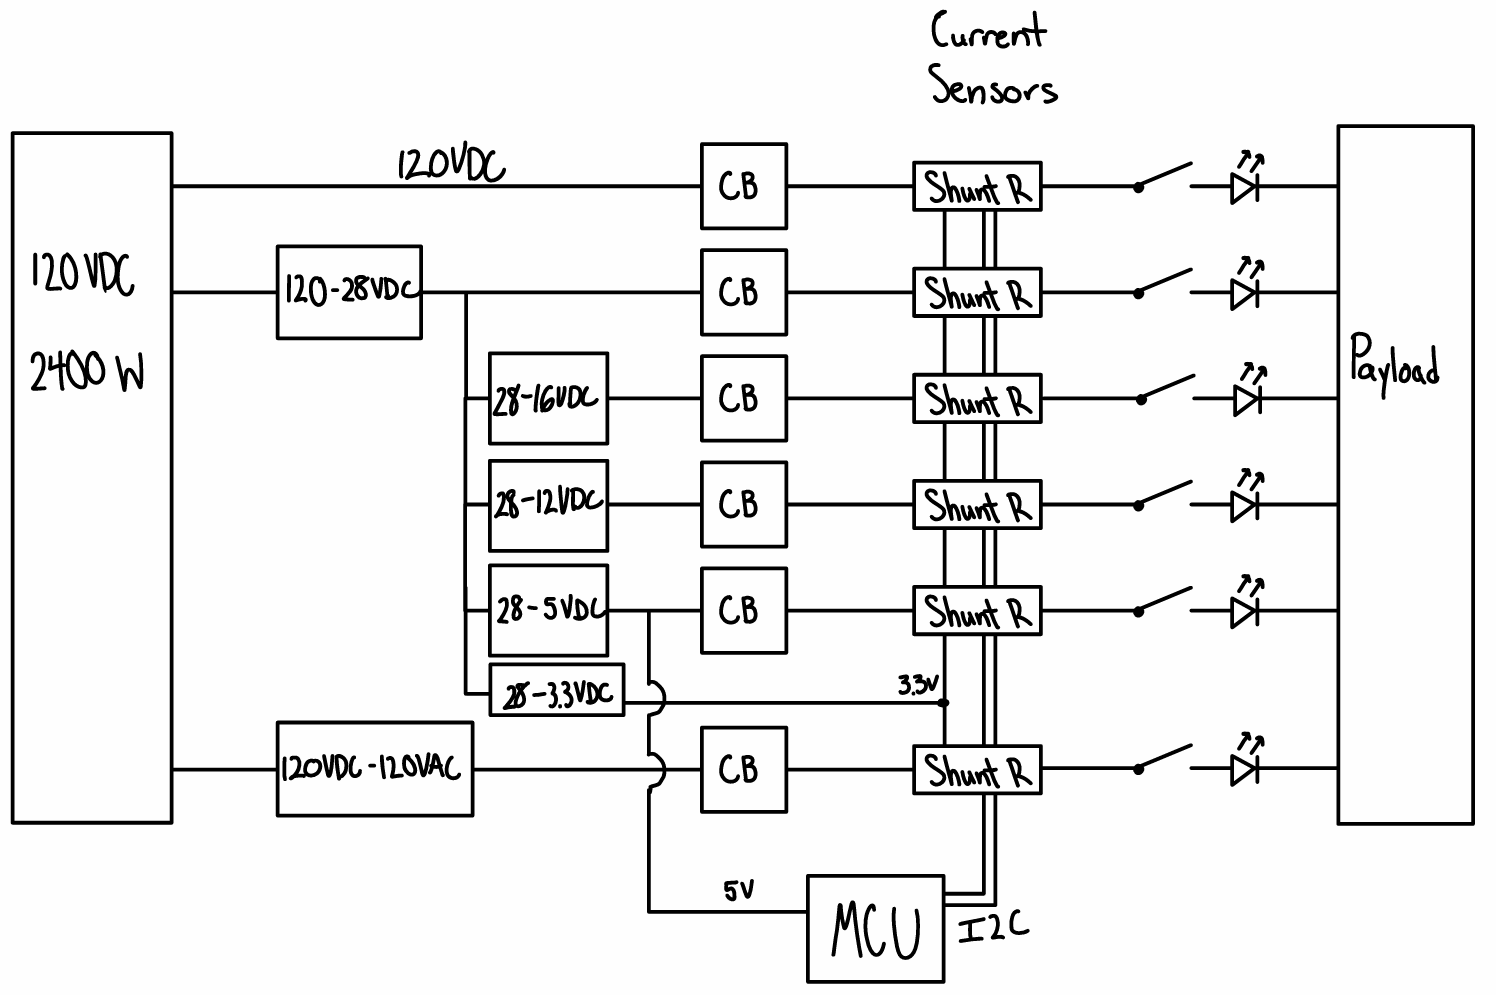 Current
Sensors
120VDC
CB
Shunt R
120 VDC
2400 W
120-28VDC
CB
Shunt R
Payload
28-16VDC
CB
Shunt R
28-12VDC
CB
Shunt R
28-5VDC
CB
Shunt R
28-3.3VDC
3.3V
120VDC-120VAC
CB
Shunt R
5V
MCU
I2C